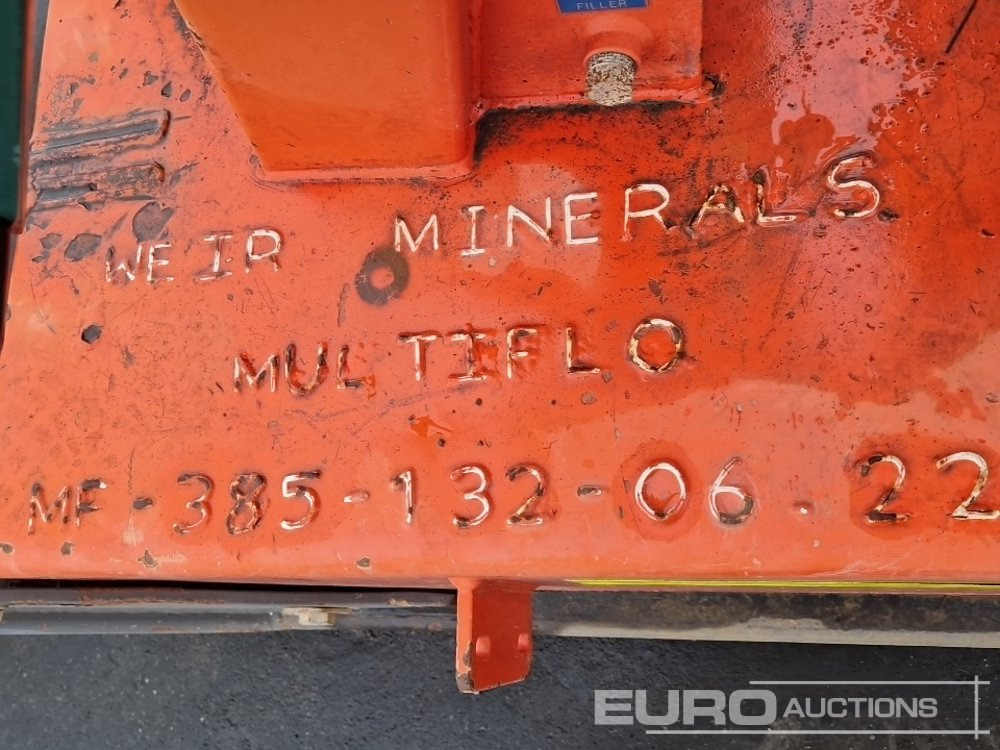 FILLER
WEIR MINERALS
MULTIFLO
MF-385-132-06.22
EURO AUCTIONS